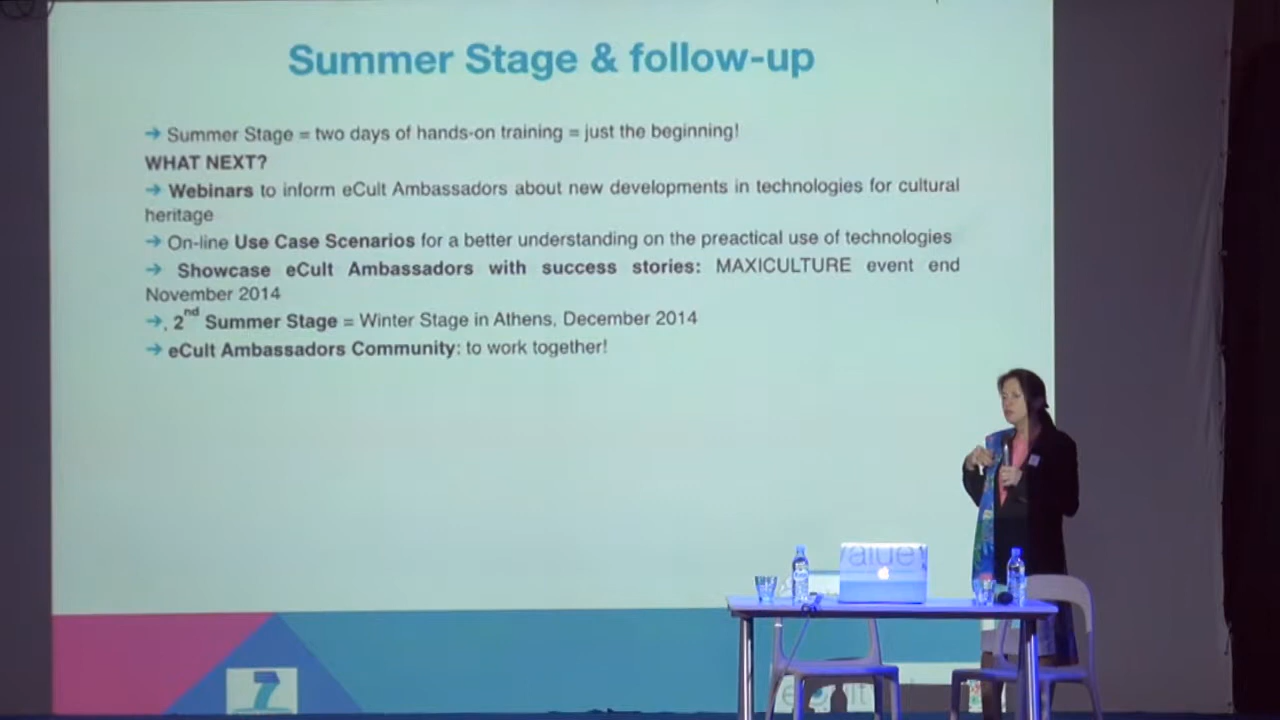 Summer Stage & follow-up
➔ Summer Stage = two days of hands-on training = just the beginning!
WHAT NEXT?
➔ Webinars to inform eCult Ambassadors about new developments in technologies for cultural
heritage
➔ On-line Use Case Scenarios for a better understanding on the preactical use of technologies
➔ Showcase eCult Ambassadors with success stories: MAXICULTURE event end
November 2014
➔, 2nd Summer Stage = Winter Stage in Athens, December 2014
➔ eCult Ambassadors Community: to work together!
value
7